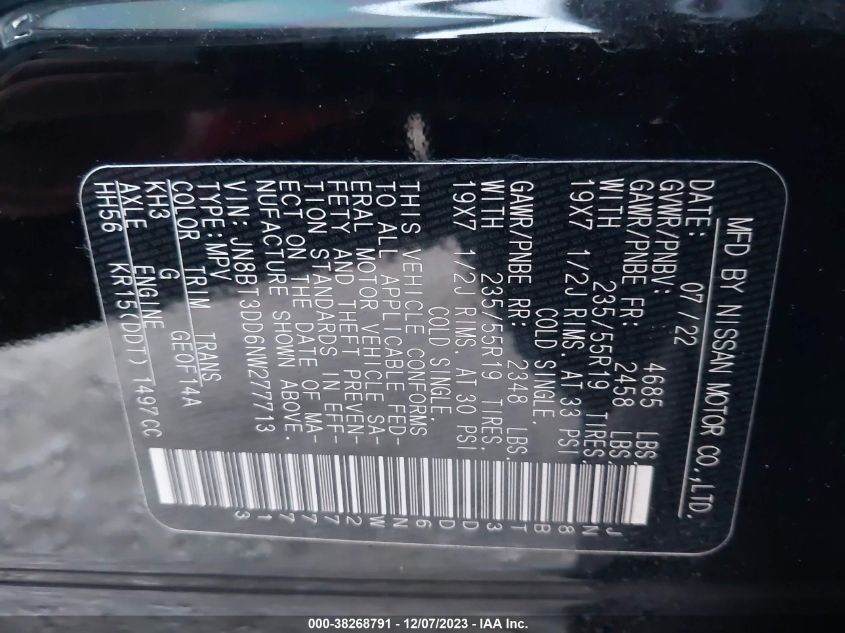 MFD BY NISSAN MOTOR CO.,LTD.
DATE: 07/22
GVWR/PNBV: 4685 LBS.
GAWR/PNBE FR: 2458 LBS.
WITH 235/55R19 TIRES.
19X7 1/2J RIMS. AT 33 PSI
COLD SINGLE.
GAWR/PNBE RR: 2348 LBS.
WITH 235/55R19 TIRES.
19X7 1/2J RIMS. AT 30 PSI
COLD SINGLE.
THIS VEHICLE CONFORMS
TO ALL APPLICABLE FED-
ERAL MOTOR VEHICLE SA-
FETY AND THEFT PREVEN-
TION STANDARDS IN EFF-
ECT ON THE DATE OF MA-
NUFACTURE SHOWN ABOVE.
VIN: JN8BT3DD6NW277713
TYPE:MPV
COLOR TRIM TRANS
KH3 G GE0F14A
AXLE ENGINE
HH56 KR15(DDT) 1497CC
JN8BT3DD6NW277713
000-38268791 - 12/07/2023 - IAA Inc.